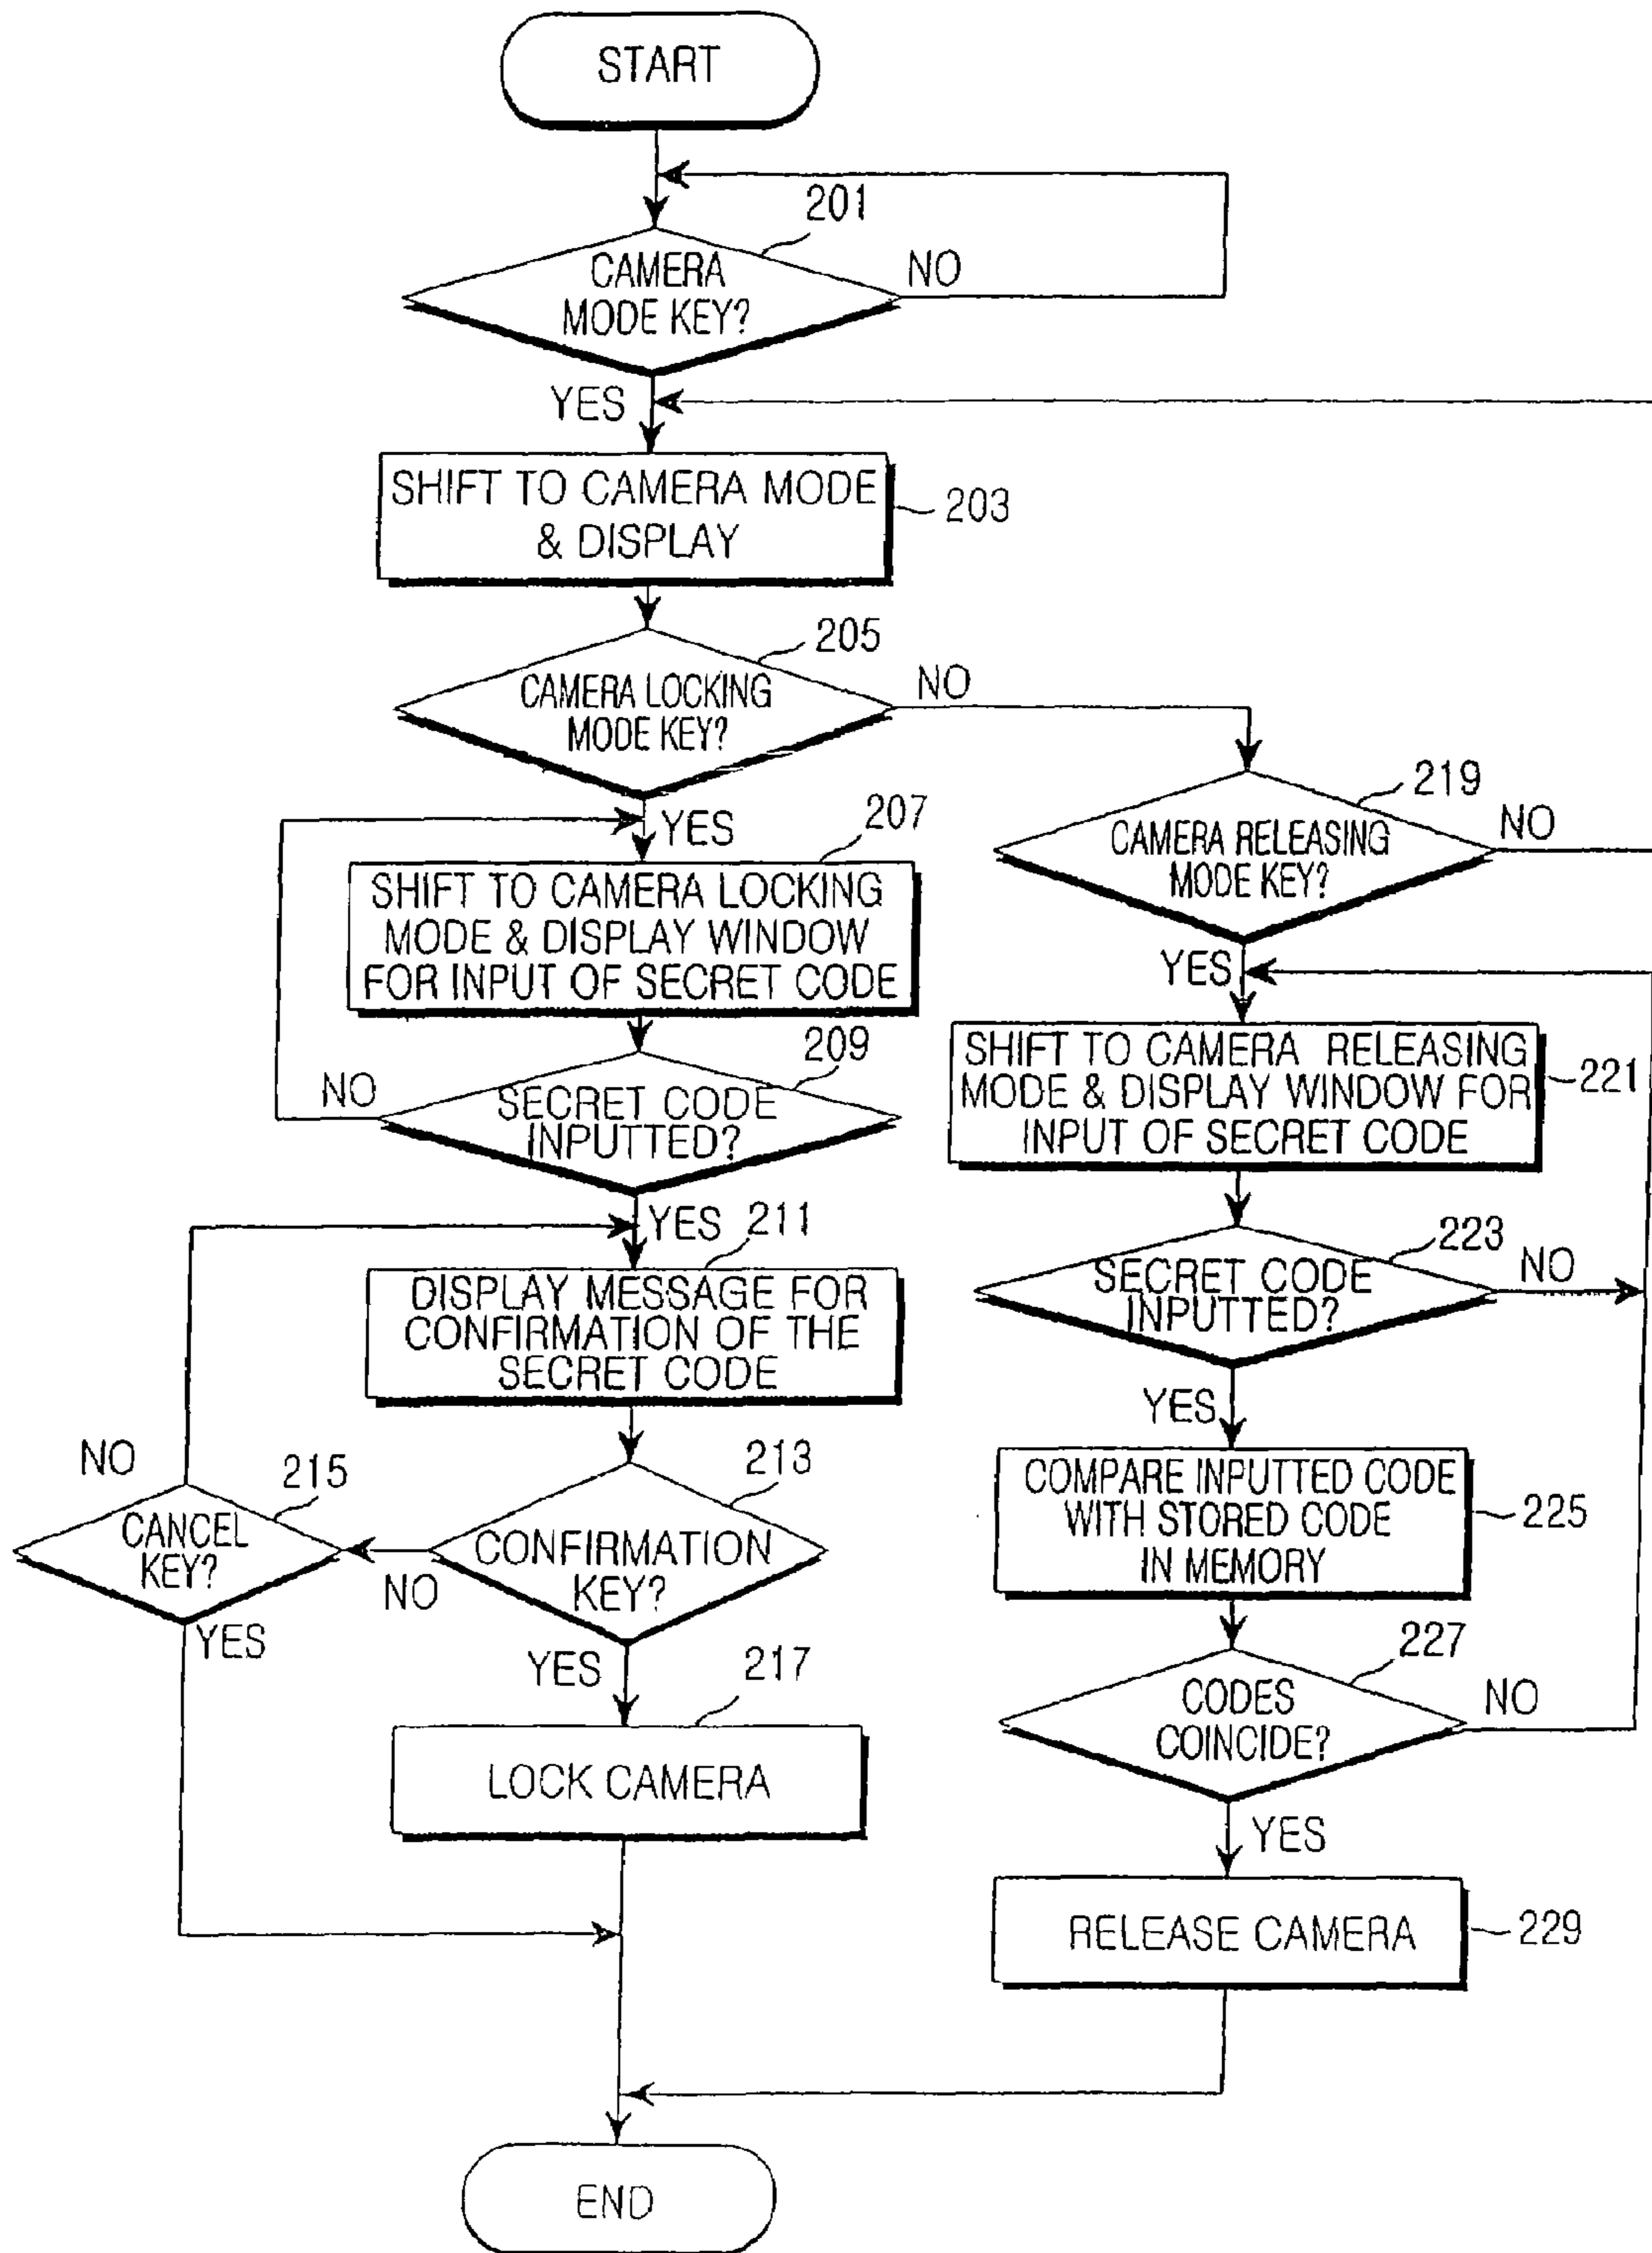 START
201
CAMERA
MODE KEY?
NO
YES
SHIFT TO CAMERA MODE
& DISPLAY
203
205
CAMERA LOCKING
MODE KEY?
NO
YES
207
SHIFT TO CAMERA LOCKING
MODE & DISPLAY WINDOW
FOR INPUT OF SECRET CODE
209
SECRET CODE
INPUTTED?
NO
YES
211
DISPLAY MESSAGE FOR
CONFIRMATION OF THE
SECRET CODE
213
CONFIRMATION
KEY?
NO
215
CANCEL
KEY?
NO
YES
YES
217
LOCK CAMERA
219
CAMERA RELEASING
MODE KEY?
NO
YES
SHIFT TO CAMERA RELEASING
MODE & DISPLAY WINDOW FOR
INPUT OF SECRET CODE
221
223
SECRET CODE
INPUTTED?
NO
YES
COMPARE INPUTTED CODE
WITH STORED CODE
IN MEMORY
225
227
CODES
COINCIDE?
NO
YES
RELEASE CAMERA
229
END